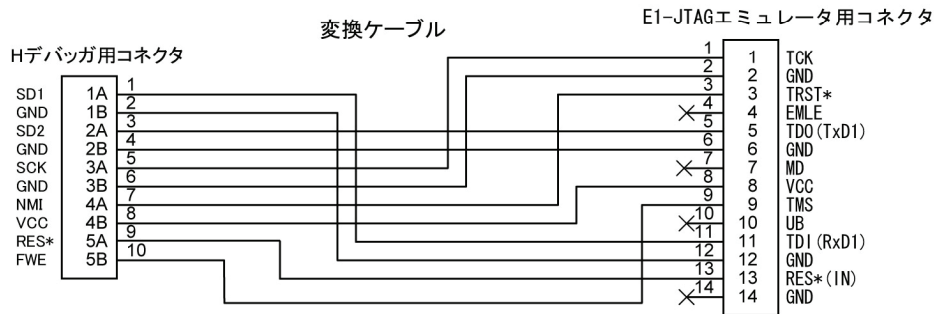 変換ケーブル
E1-JTAGエミュレータ用コネクタ
Hデバッガ用コネクタ
SD1 1A 1
GND 1B 2
SD2 2A 3
GND 2B 4
SCK 3A 5
GND 3B 6
NMI 4A 7
VCC 4B 8
RES* 5A 9
FWE 5B 10
1 1 TCK
2 2 GND
3 3 TRST*
4 4 EMLE
5 5 TDO(TxD1)
6 6 GND
7 7 MD
8 8 VCC
9 9 TMS
10 10 UB
11 11 TDI(RxD1)
12 12 GND
13 13 RES*(IN)
14 14 GND